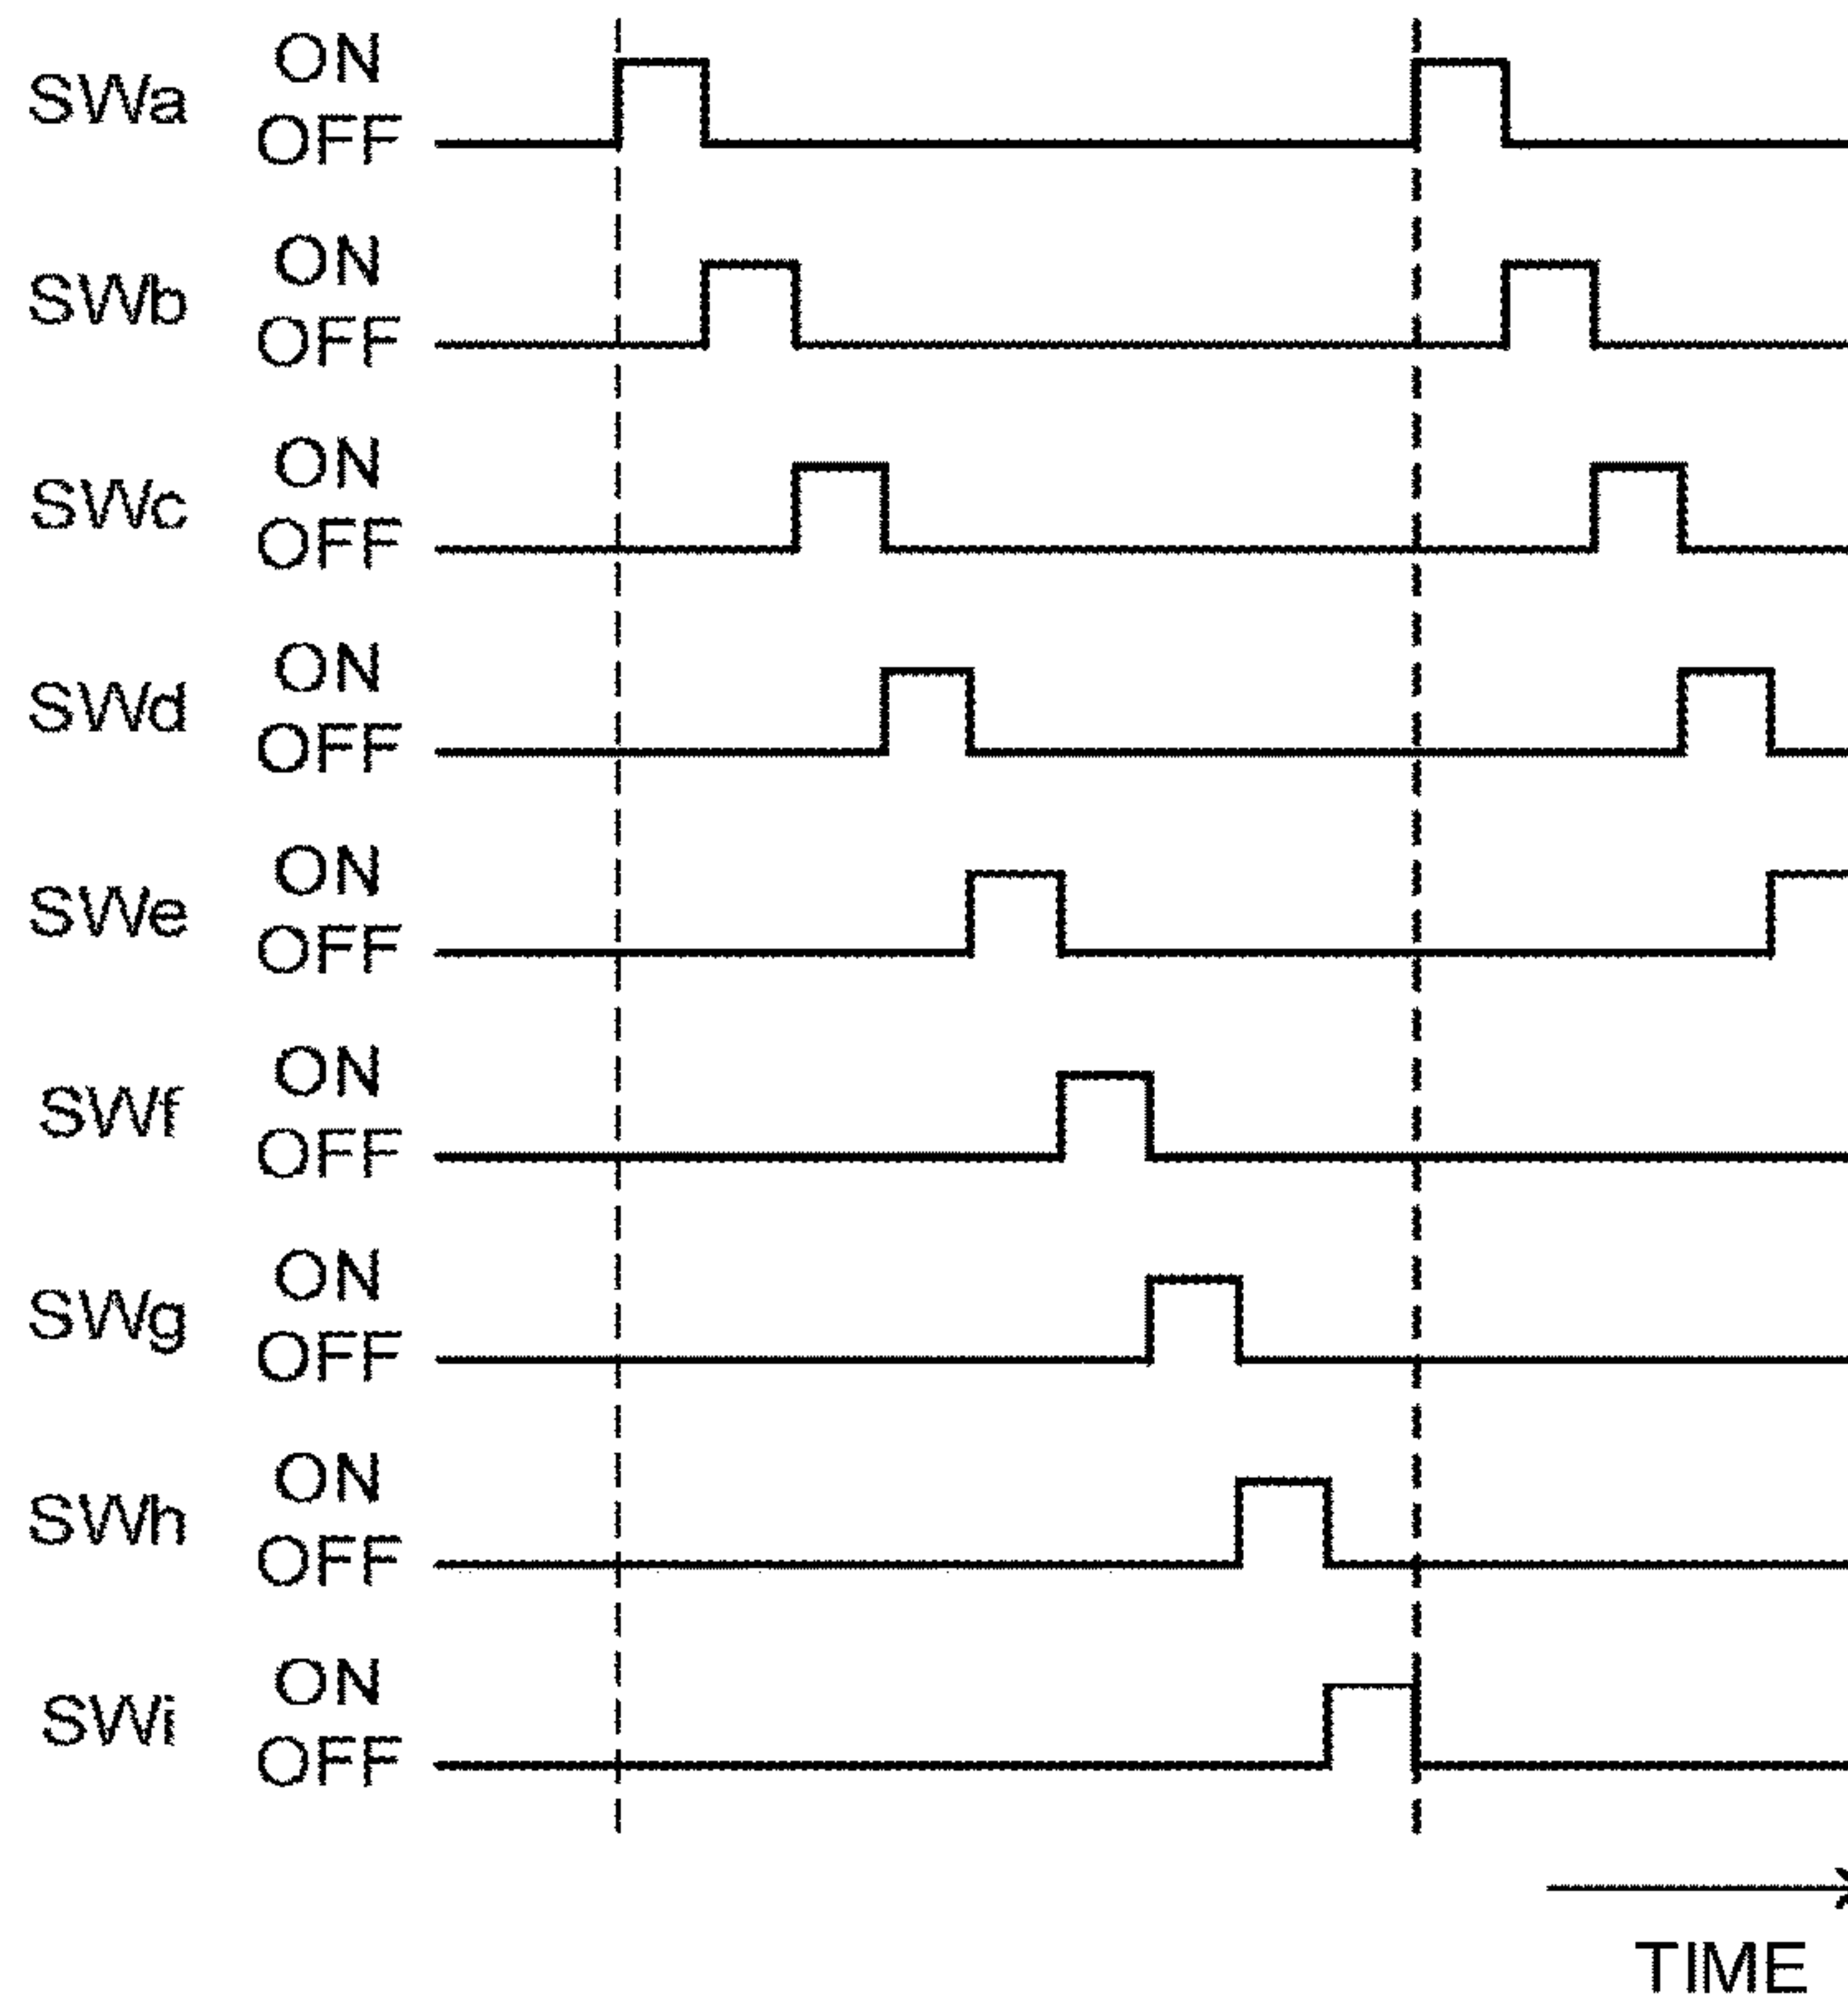 SWa ON
OFF
SWb ON
OFF
SWc ON
OFF
SWd ON
OFF
SWe ON
OFF
SWf ON
OFF
SWg ON
OFF
SWh ON
OFF
SWi ON
OFF
TIME